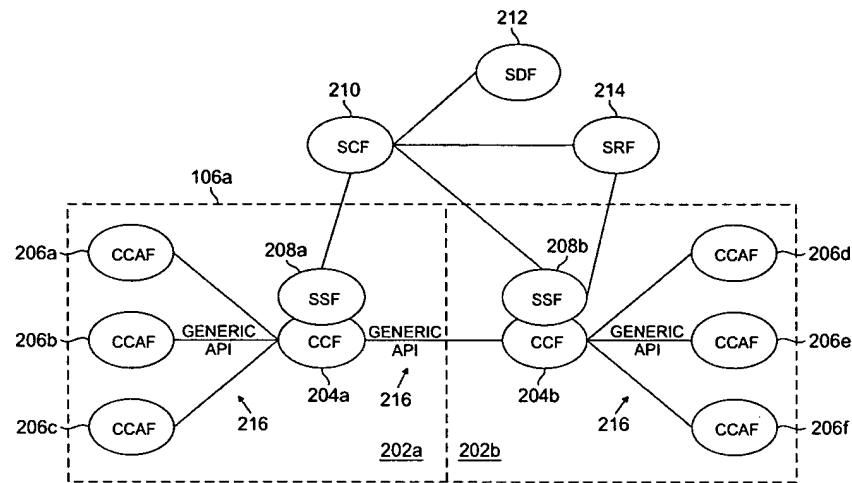 212
SDF
210
214
SCF
SRF
106a
206a
CCAF
208a
208b
CCAF
206d
SSF
SSF
206b
CCAF
GENERIC
API
CCF
GENERIC
API
CCF
GENERIC
API
CCAF
206e
204a
204b
216
216
216
206c
CCAF
202a
202b
CCAF
206f